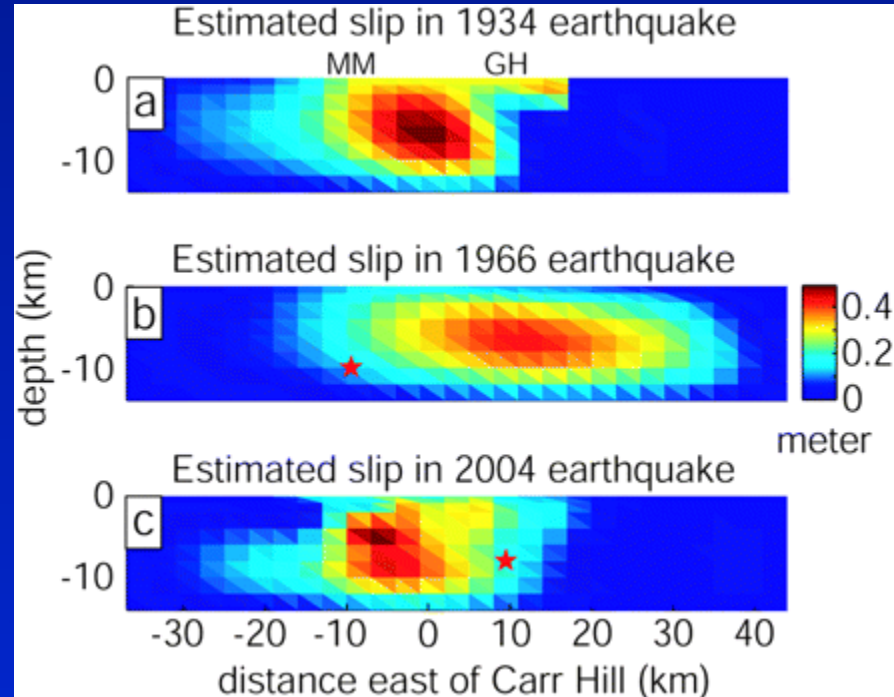 Estimated slip in 1934 earthquake
MM GH
a
0
-10
Estimated slip in 1966 earthquake
b
0
-10
0.4
0.2
0
meter
depth (km)
Estimated slip in 2004 earthquake
c
0
-10
-30 -20 -10 0 10 20 30 40
distance east of Carr Hill (km)